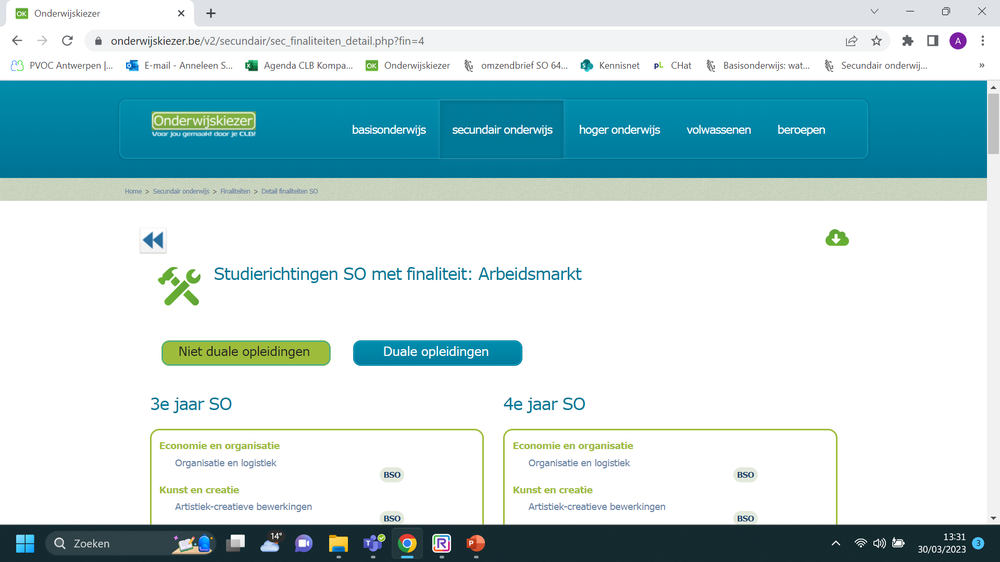 OK Onderwijskiezer
onderwijskiezer.be/v2/secundair/sec_finaliteiten_detail.php?fin=4
A
PVOC Antwerpen |... E-mail - Anneleen S... Agenda CLB Kompa... OK Onderwijskiezer omzendbrief SO 64... Kennisnet pL CHat Basisonderwijs: wat... Secundair onderwij... »
Onderwijskiezer
Voor jou gemaakt door je CLB!
basisonderwijs secundair onderwijs hoger onderwijs volwassenen beroepen
Home > Secundair onderwijs > Finaliteiten > Detail finaliteiten SO
Studierichtingen SO met finaliteit: Arbeidsmarkt
Niet duale opleidingen Duale opleidingen
3e jaar SO
Economie en organisatie
Organisatie en logistiek
BSO
Kunst en creatie
Artistiek-creatieve bewerkingen
BSO
4e jaar SO
Economie en organisatie
Organisatie en logistiek
BSO
Kunst en creatie
Artistiek-creatieve bewerkingen
BSO
Zoeken
14°
13:31
30/03/2023
3